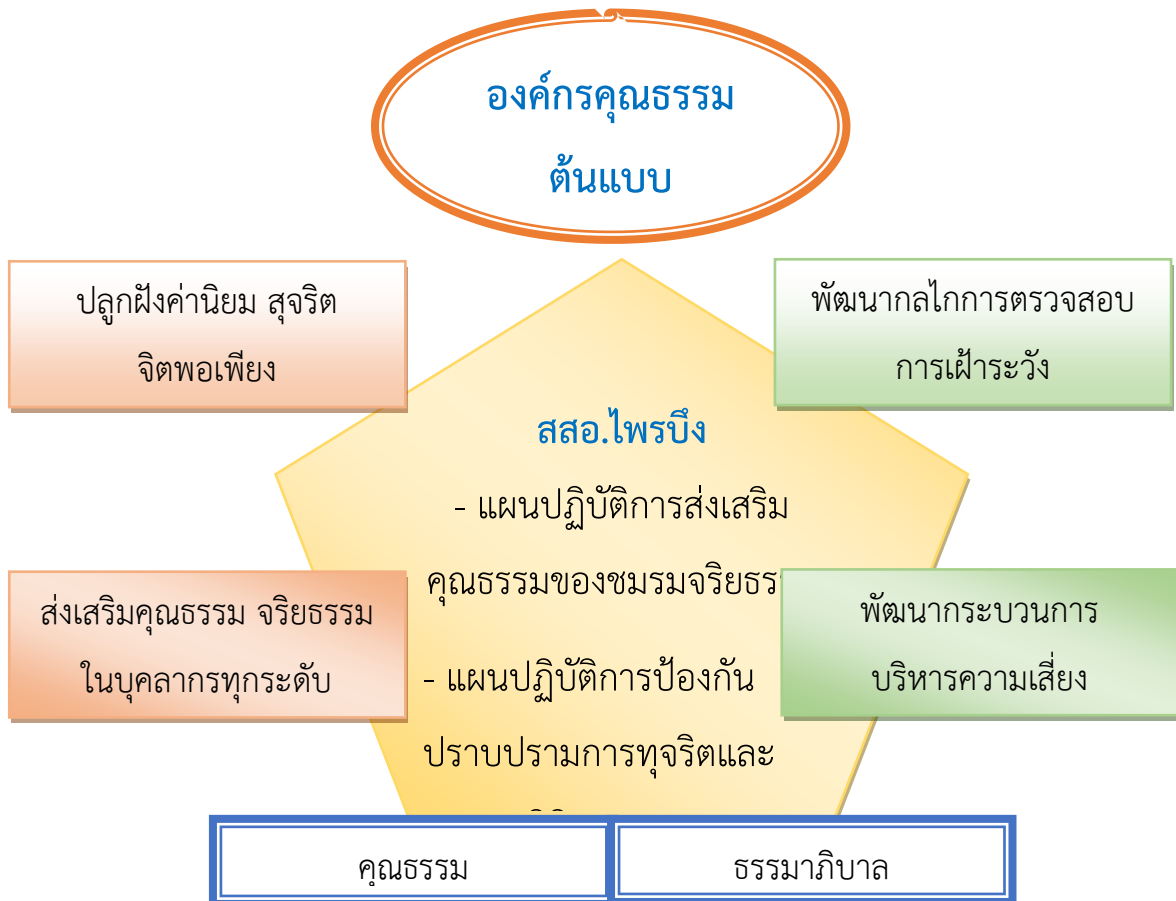 องค์กรคุณธรรม
ต้นแบบ
ปลูกฝังค่านิยม สุจริต
จิตพอเพียง
พัฒนากลไกการตรวจสอบ
การเฝ้าระวัง
สสอ.ไพรบึง
- แผนปฏิบัติการส่งเสริม
คุณธรรมของชมรมจริยธร
- แผนปฏิบัติการป้องกัน
ปราบปรามการทุจริตและ
ส่งเสริมคุณธรรม จริยธรรม
ในบุคลากรทุกระดับ
พัฒนากระบวนการ
บริหารความเสี่ยง
คุณธรรม
ธรรมาภิบาล